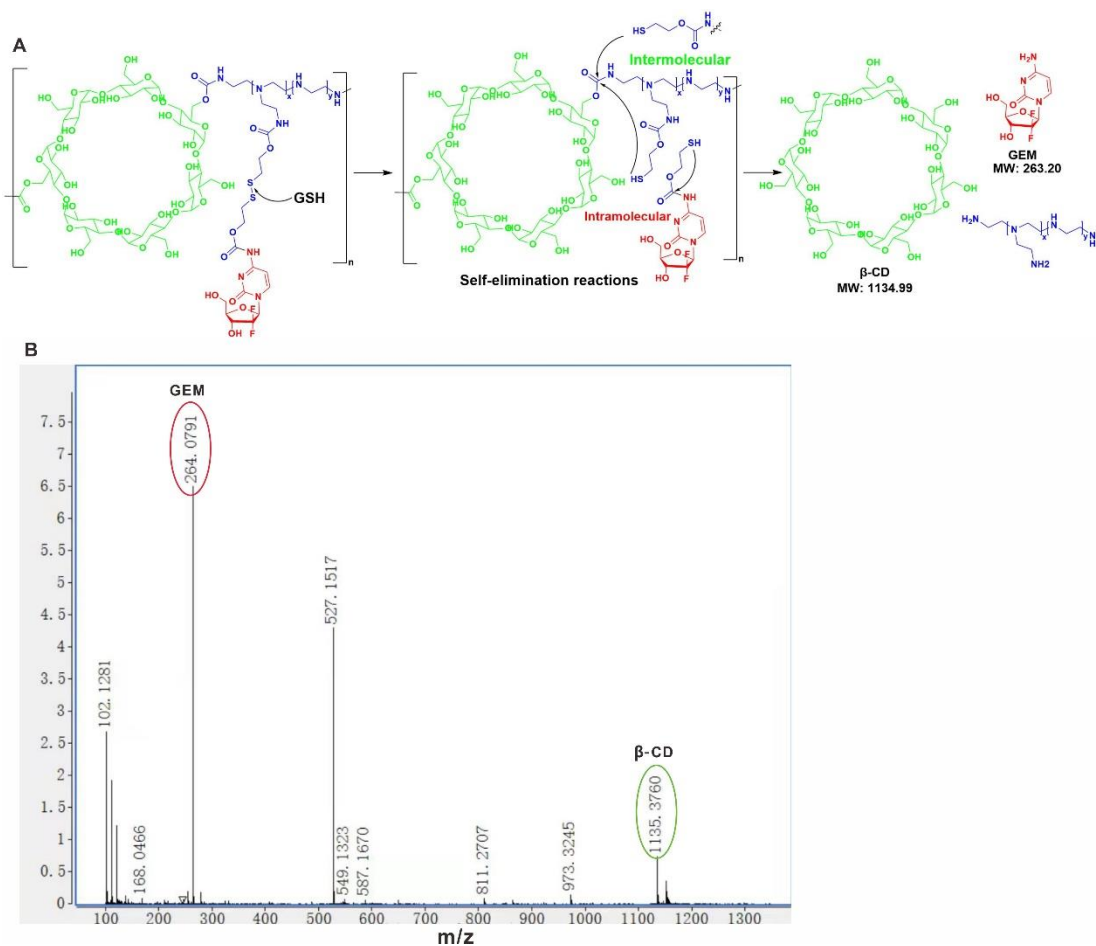 A
Intermolecular
GSH
Intramolecular
Self-elimination reactions
n
n
GEM
MW: 263.20
β-CD
MW: 1134.99
B
GEM
264.0791
527.1517
102.1281
168.0466
549.1323
587.1670
811.2707
973.3245
β-CD
1135.3760
7.5
7
6.5
6
5.5
5
4.5
4
3.5
3
2.5
2
1.5
1
0.5
0
100 200 300 400 500 600 700 800 900 1000 1100 1200 1300
m/z